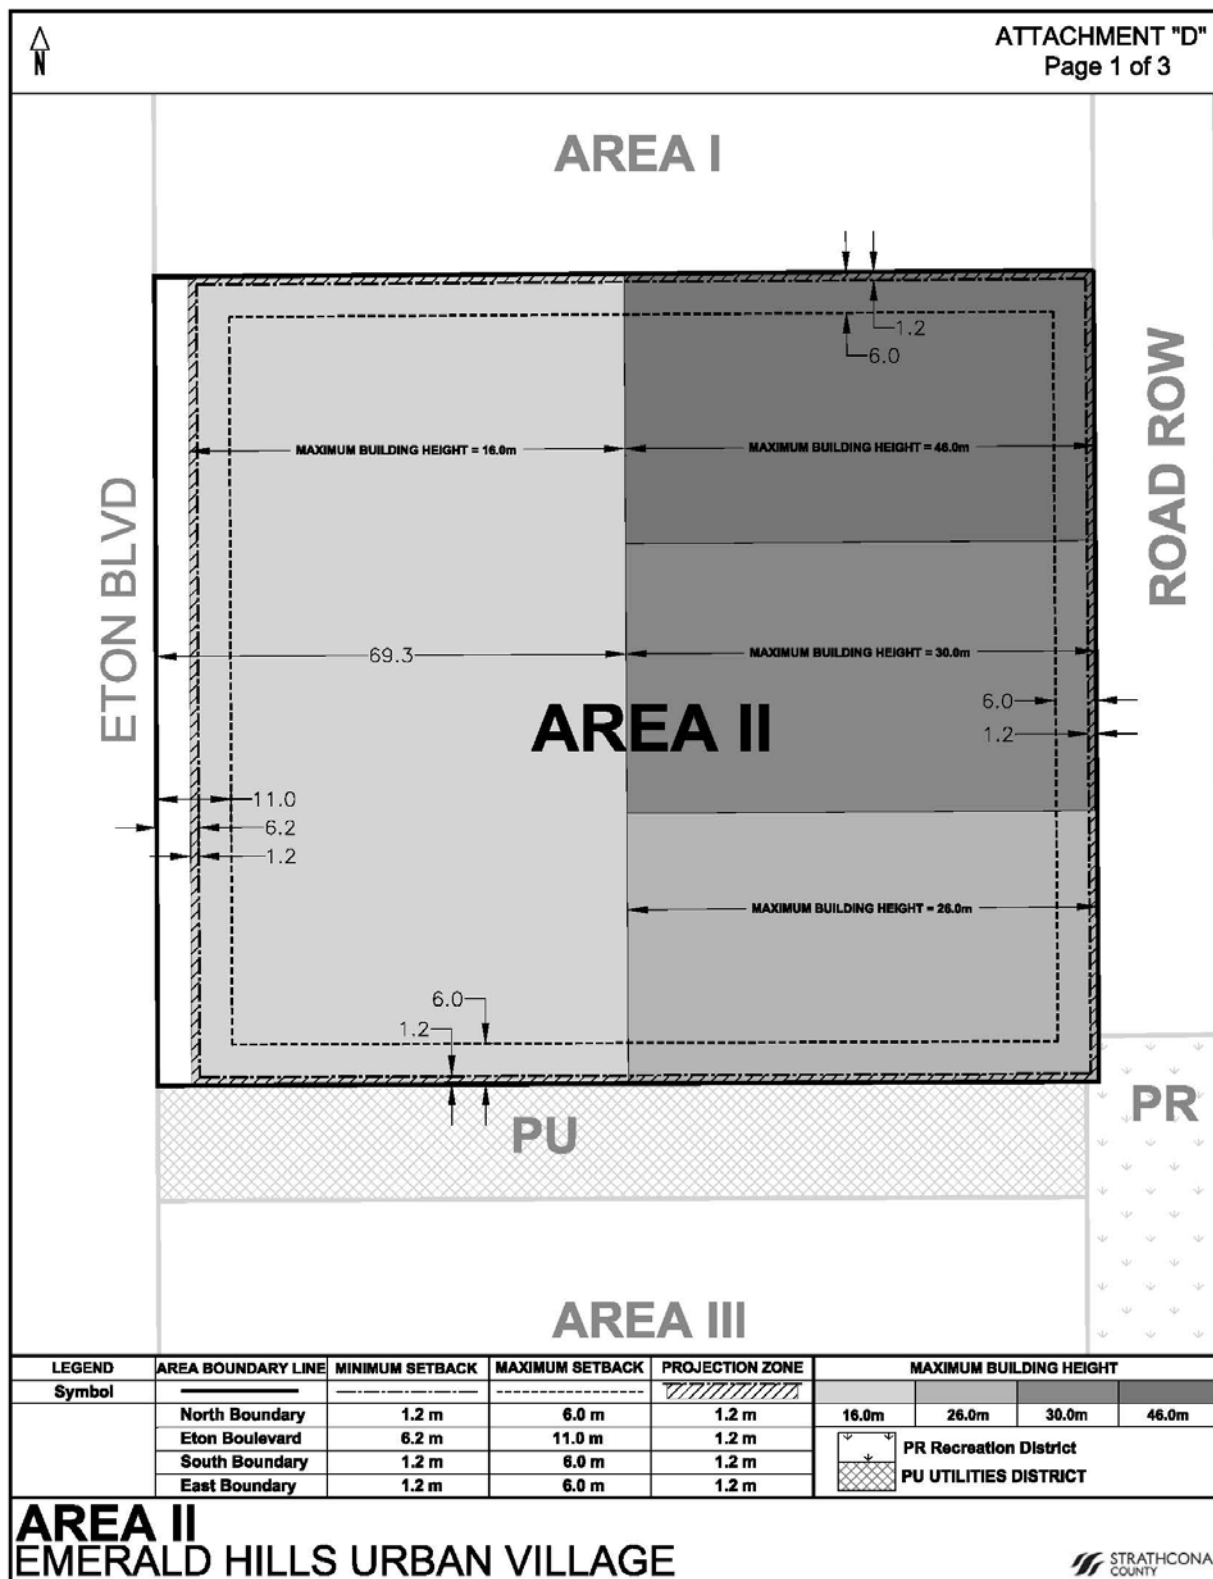 N
ATTACHMENT "D"
Page 1 of 3
AREA I
1.2
6.0
MAXIMUM BUILDING HEIGHT = 16.0m
MAXIMUM BUILDING HEIGHT = 46.0m
ETON BLVD
ROAD ROW
69.3
MAXIMUM BUILDING HEIGHT = 30.0m
AREA II
6.0
1.2
11.0
6.2
1.2
MAXIMUM BUILDING HEIGHT = 26.0m
6.0
1.2
PU
PR
AREA III
LEGEND AREA BOUNDARY LINE MINIMUM SETBACK MAXIMUM SETBACK PROJECTION ZONE MAXIMUM BUILDING HEIGHT
Symbol
North Boundary 1.2 m 6.0 m 1.2 m 16.0m 26.0m 30.0m 46.0m
Eton Boulevard 6.2 m 11.0 m 1.2 m PR Recreation District
South Boundary 1.2 m 6.0 m 1.2 m PU UTILITIES DISTRICT
East Boundary 1.2 m 6.0 m 1.2 m
AREA II
EMERALD HILLS URBAN VILLAGE
STRATHCONA
COUNTY